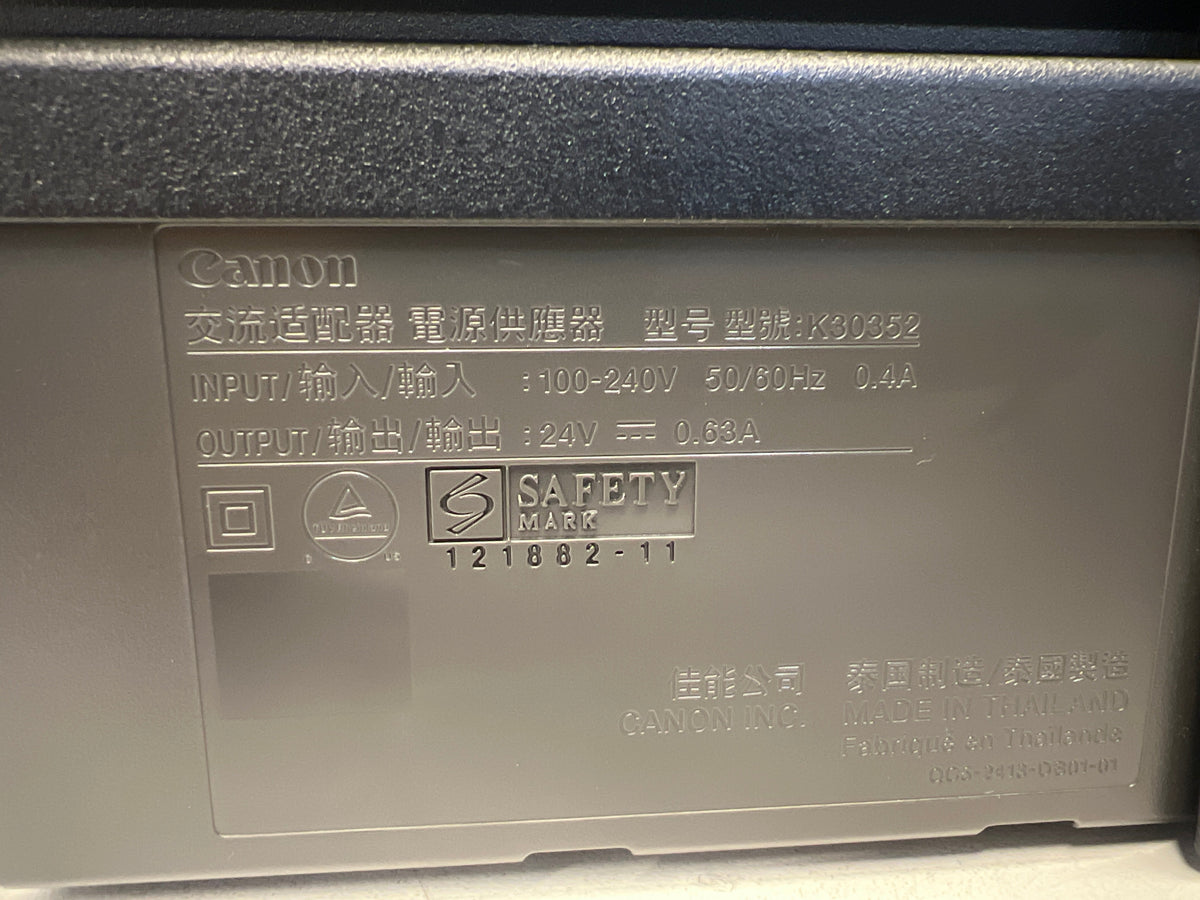 Canon
交流适配器 電源供應器 型号 型號:K30352
INPUT/输入/輸入 :100-240V 50/60Hz 0.4A
OUTPUT/输出/輸出 :24V ⎓ 0.63A
SAFETY
MARK
121882-11
佳能公司
CANON INC.
泰国制造/泰國製造
MADE IN THAILAND
Fabriqué en Thaïlande